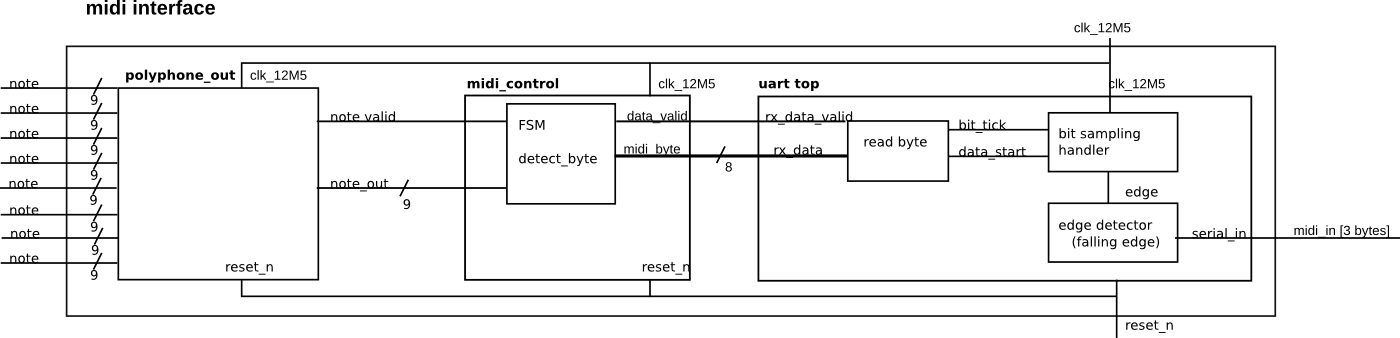 midi interface
clk_12M5
polyphone_out
clk_12M5
midi_control
clk_12M5
uart top
clk_12M5
note
9
note
9
note
9
note
9
note
9
note
9
note
9
note
9
note_valid
note_out
9
reset_n
FSM
detect_byte
data_valid
midi_byte
8
reset_n
rx_data_valid
rx_data
read byte
bit_tick
data_start
bit sampling
handler
edge
edge detector
(falling edge)
serial_in
midi_in [3 bytes]
reset_n